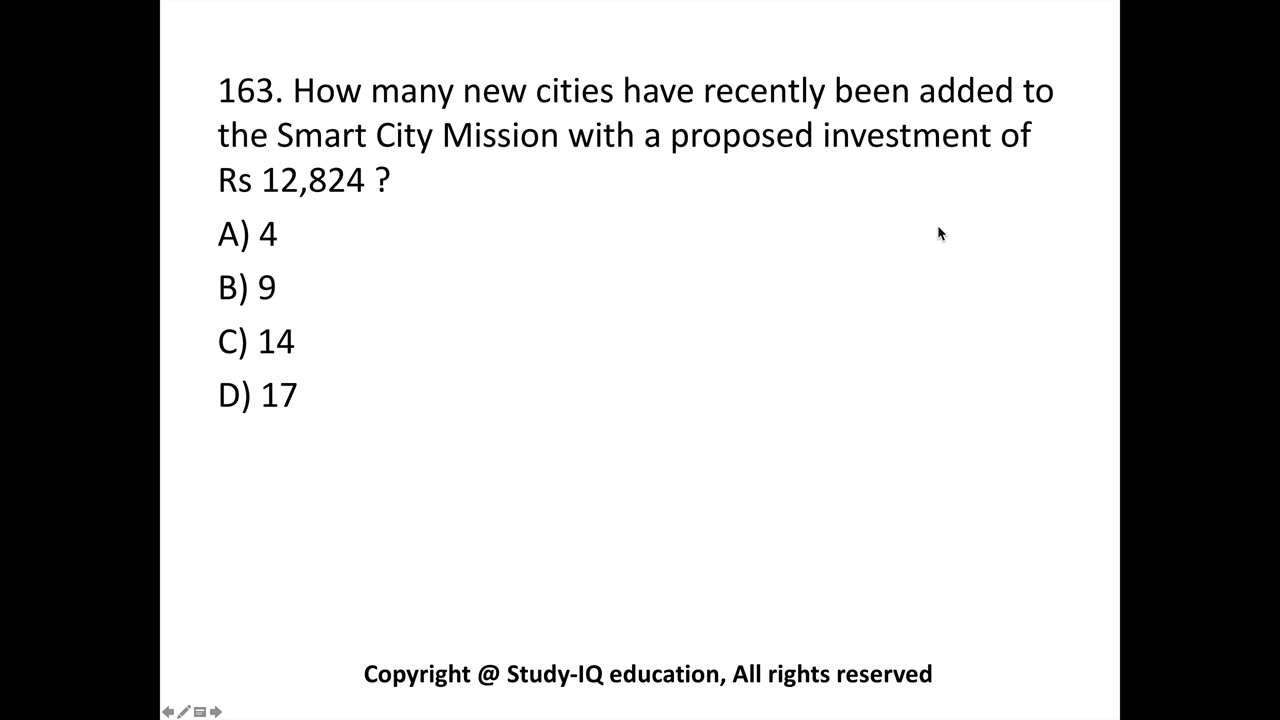 163. How many new cities have recently been added to
the Smart City Mission with a proposed investment of
Rs 12,824 ?
A) 4
B) 9
C) 14
D) 17
Copyright @ Study-IQ education, All rights reserved